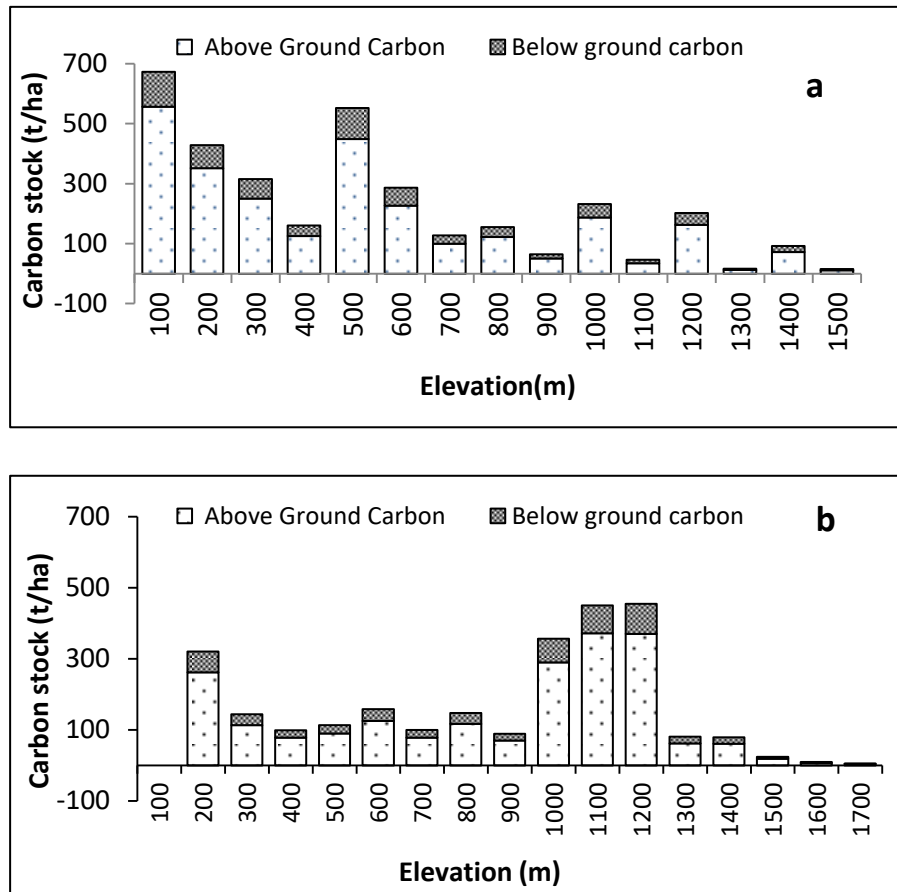 Above Ground Carbon Below ground carbon
a
700
500
300
100
-100
Carbon stock (t/ha)
100 200 300 400 500 600 700 800 900 1000 1100 1200 1300 1400 1500
Elevation(m)
Above Ground Carbon Below ground carbon
b
700
500
300
100
-100
Carbon stock (t/ha)
100 200 300 400 500 600 700 800 900 1000 1100 1200 1300 1400 1500 1600 1700
Elevation (m)